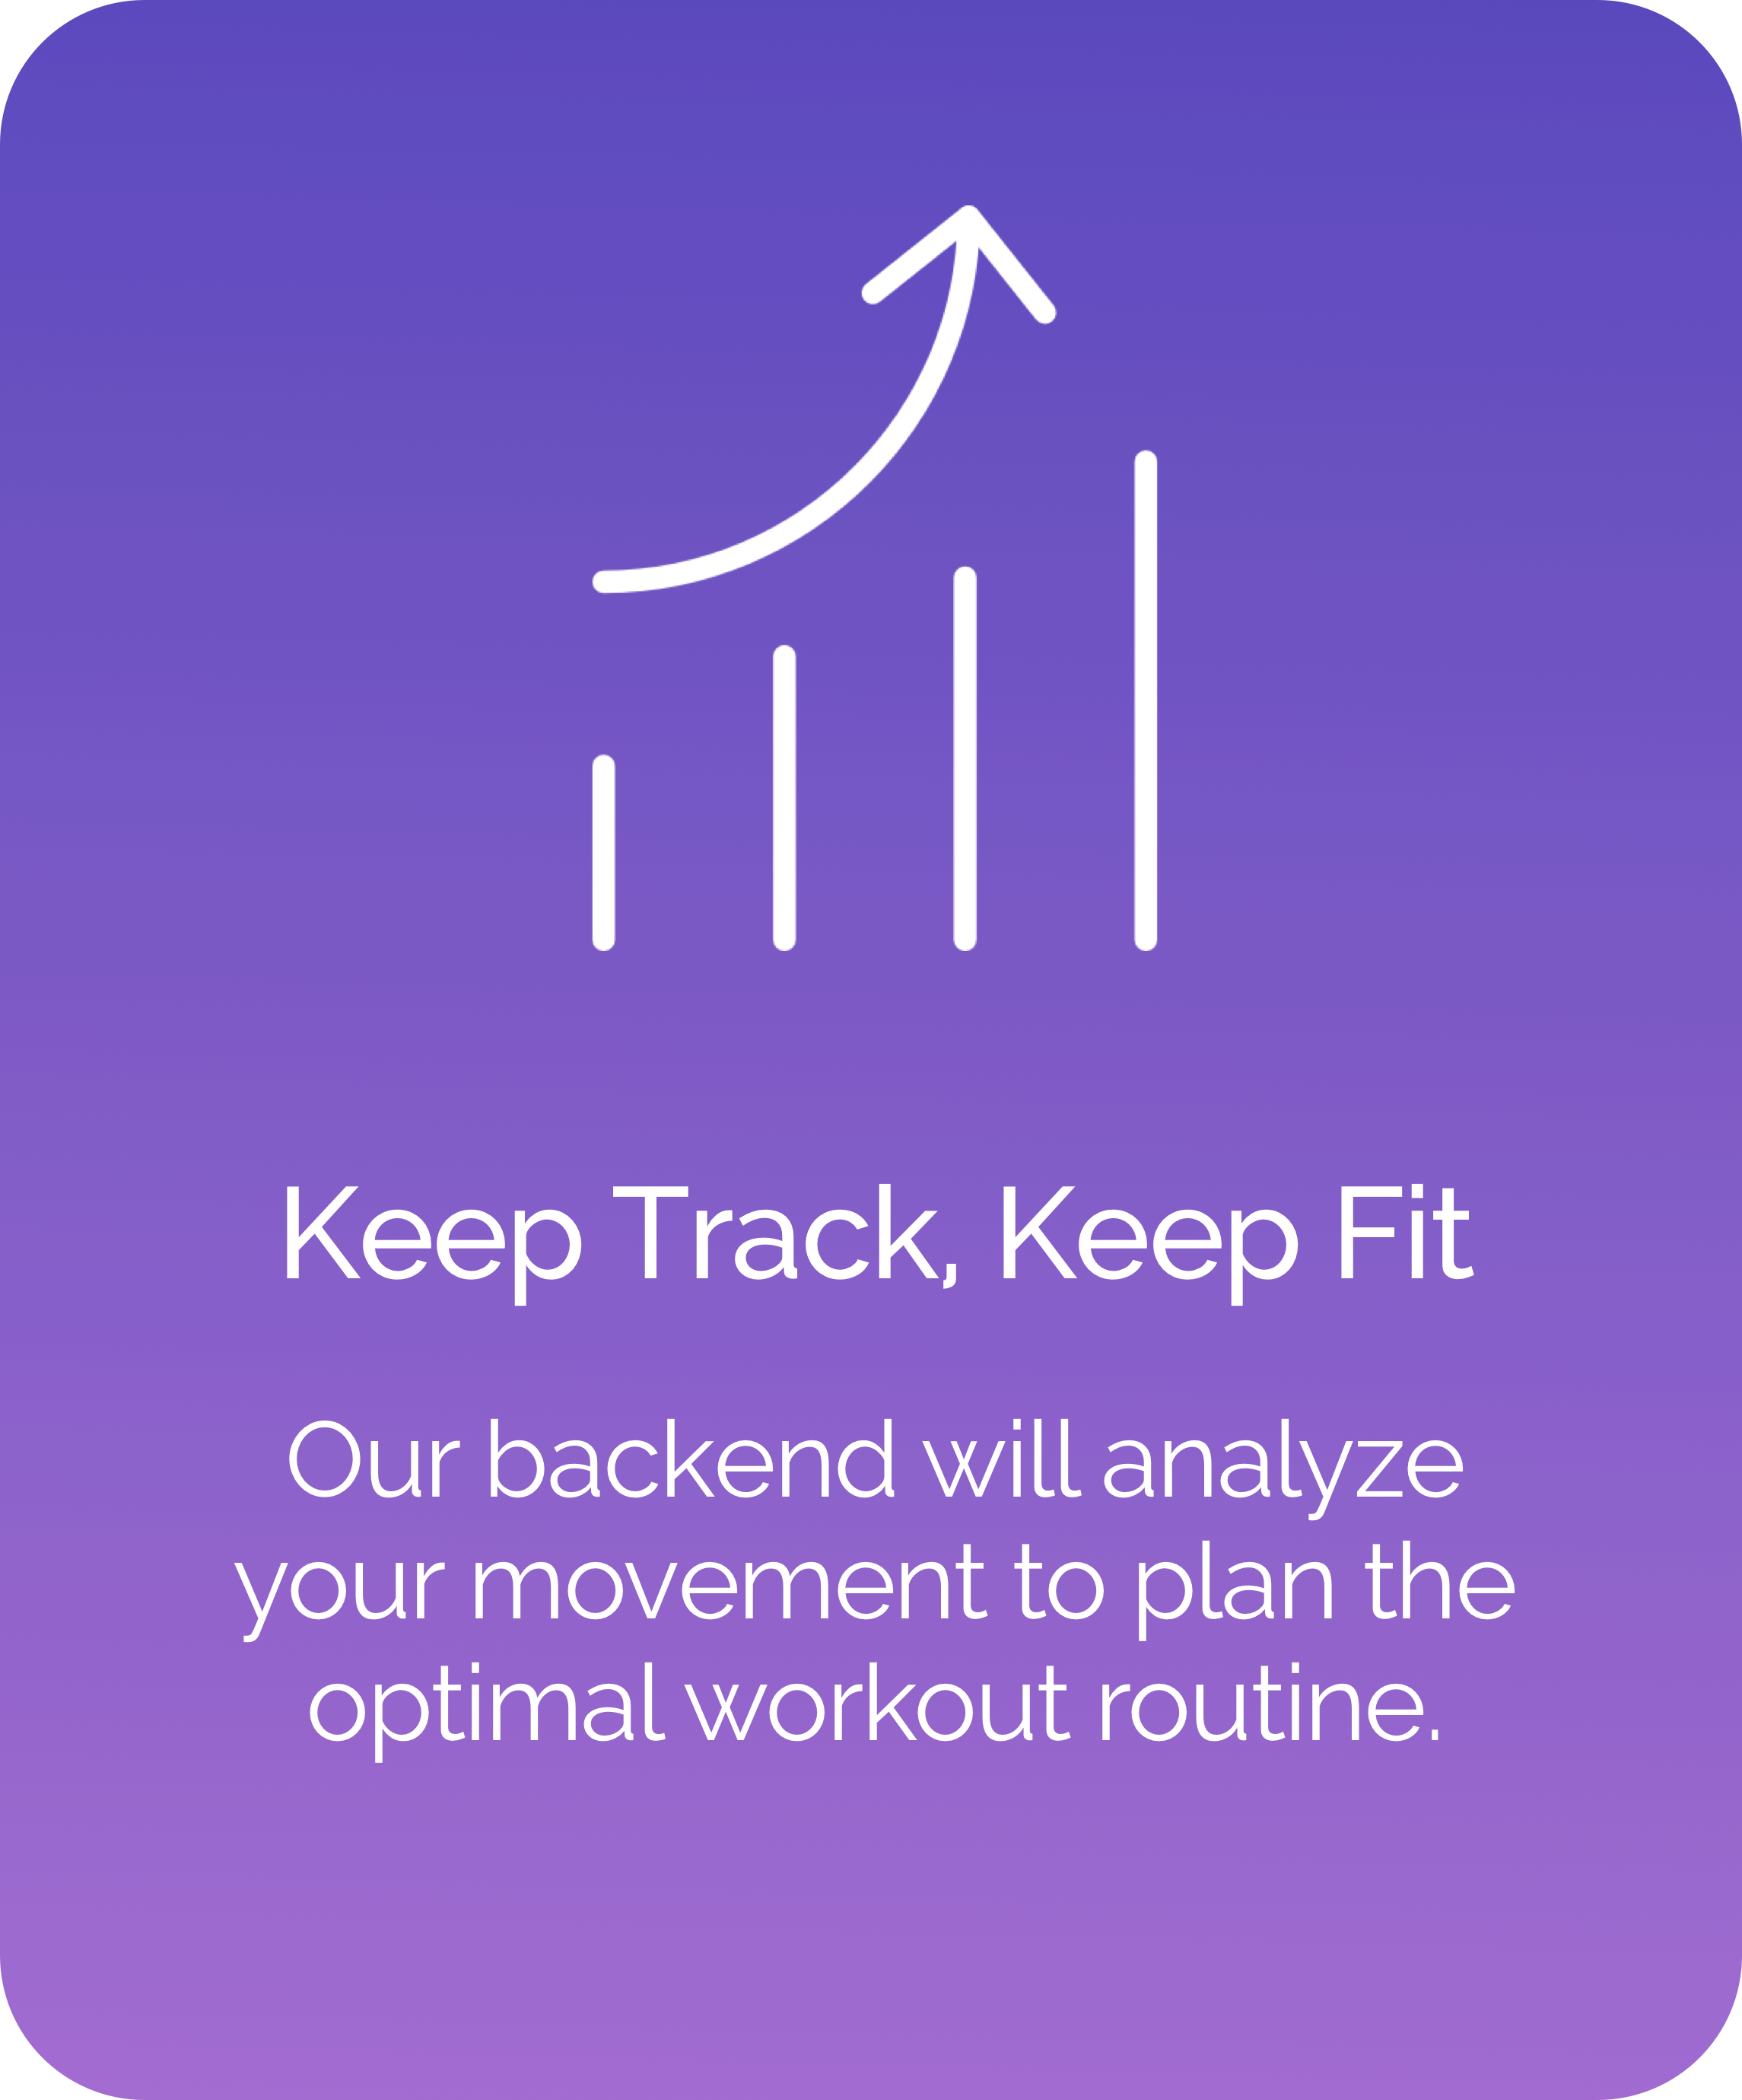 Keep Track, Keep Fit
Our backend will analyze
your movement to plan the
optimal workout routine.